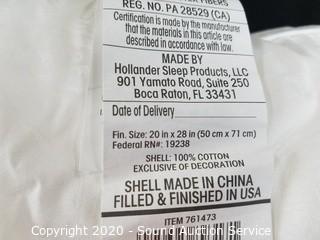 FIBERS
REG. NO. PA 28529 (CA)
Certification is made by the manufacturer
that the materials in this article are
described in accordance with law.
MADE BY
Hollander Sleep Products, LLC
901 Yamato Road, Suite 250
Boca Raton, FL 33431
Date of Delivery
Fin. Size: 20 in x 28 in (50 cm x 71 cm)
Federal RN#: 19238
SHELL: 100% COTTON
EXCLUSIVE OF DECORATION
SHELL MADE IN CHINA
FILLED & FINISHED IN USA
ITEM 761473
Copyright 2020 - Sound Auction Service